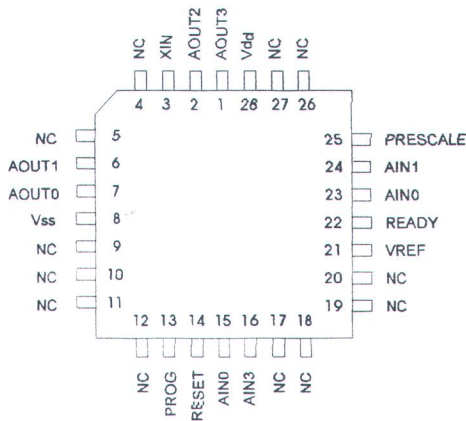 NC XIN AOUT2 AOUT3 Vdd NC NC
4 3 2 1 28 27 26
NC 5
AOUT1 6
AOUT0 7
Vss 8
NC 9
NC 10
NC 11
25 PRESCALE
24 AIN1
23 AIN0
22 READY
21 VREF
20 NC
19 NC
12 13 14 15 16 17 18
NC PROG RESET AIN0 AIN3 NC NC